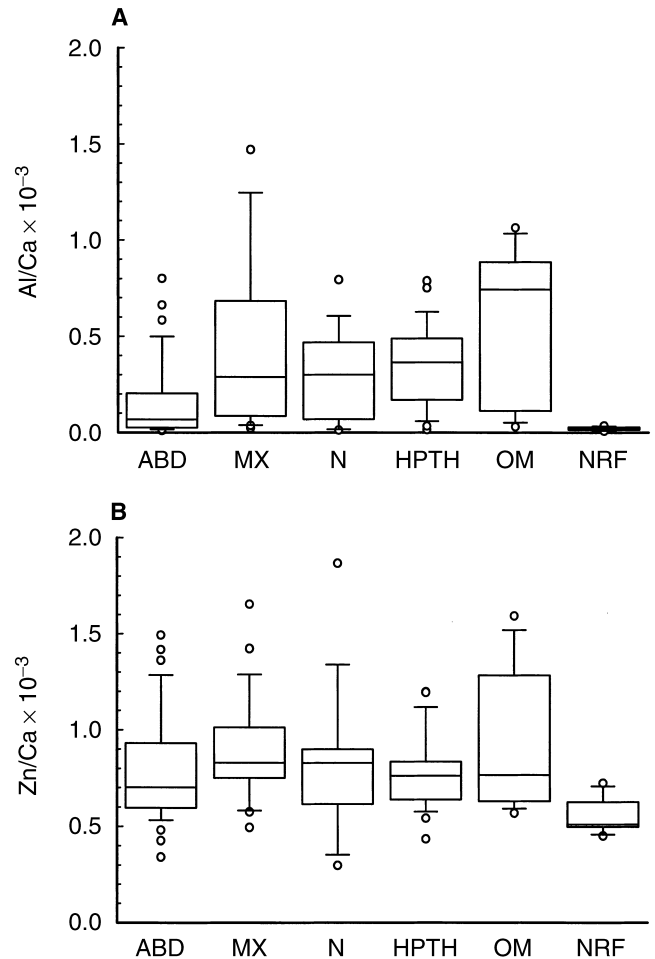 A
2.0
1.5
1.0
0.5
0.0
Al/Ca × 10⁻³
ABD MX N HPTH OM NRF
B
2.0
1.5
1.0
0.5
0.0
Zn/Ca × 10⁻³
ABD MX N HPTH OM NRF